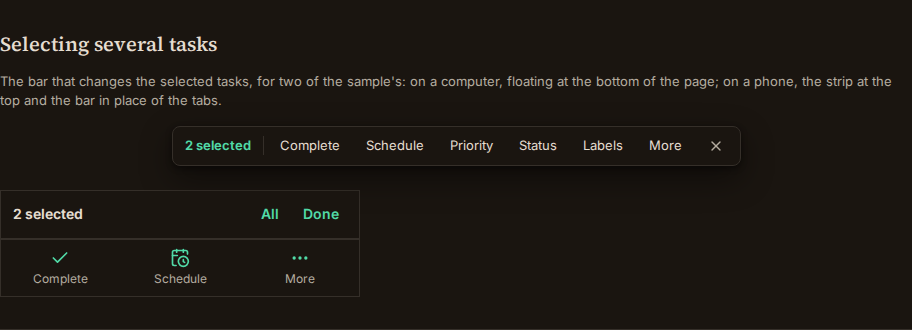 Selecting several tasks
The bar that changes the selected tasks, for two of the sample's: on a computer, floating at the bottom of the page; on a phone, the strip at the
top and the bar in place of the tabs.
2 selected Complete Schedule Priority Status Labels More
2 selected All Done
Complete Schedule More